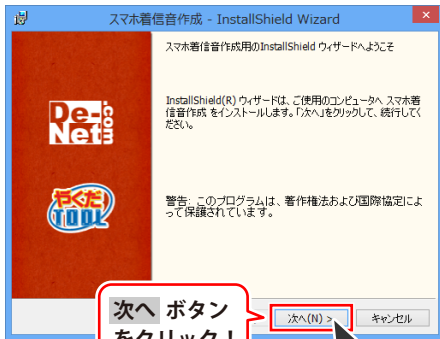 スマホ着信音作成 - InstallShield Wizard
×
スマホ着信音作成用のInstallShield ウィザードへようこそ
InstallShield(R) ウィザードは、ご使用のコンピュータへ スマホ着
信音作成 をインストールします。「次へ」をクリックして、続行してく
ださい。
De-Net.com
やくだ!
TOOL
警告: このプログラムは、著作権法および国際協定によ
って保護されています。
次へ ボタン
をクリック!
次へ(N) >
キャンセル